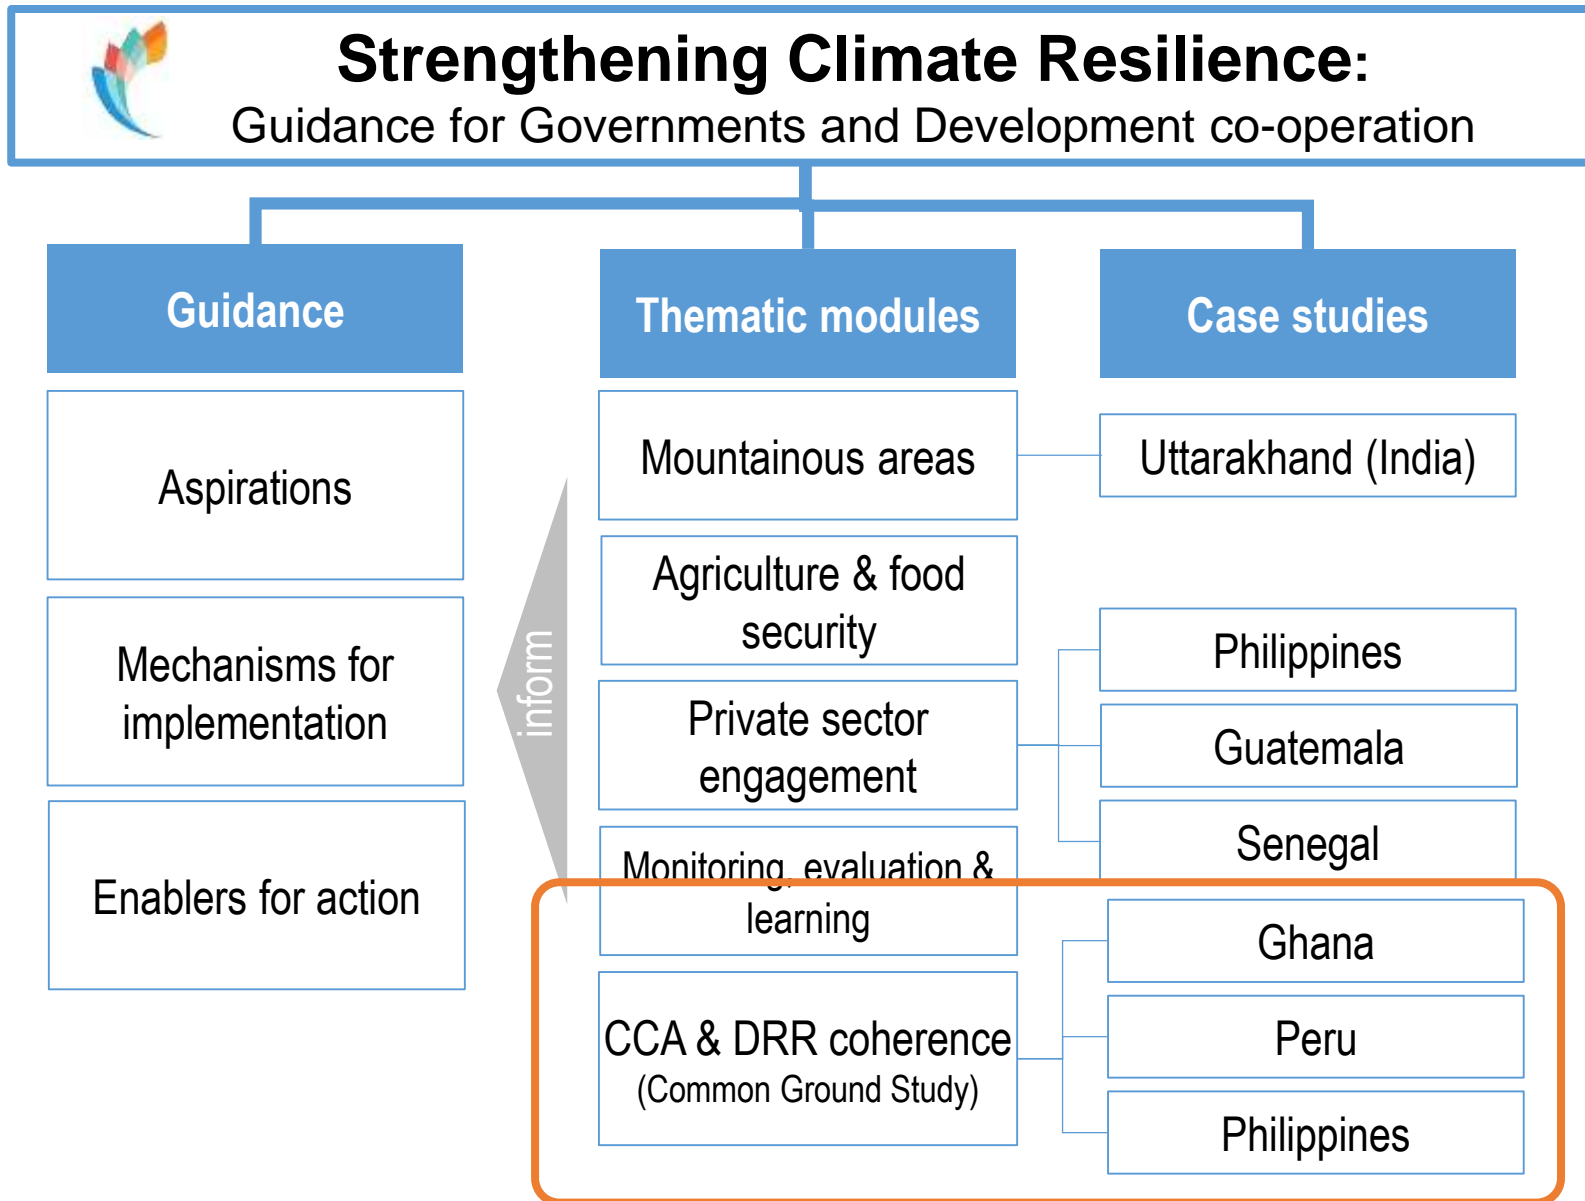 Strengthening Climate Resilience:
Guidance for Governments and Development co-operation
Guidance
Aspirations
Mechanisms for
implementation
Enablers for action
inform
Thematic modules
Mountainous areas
Agriculture & food
security
Private sector
engagement
Monitoring, evaluation &
learning
CCA & DRR coherence
(Common Ground Study)
Case studies
Uttarakhand (India)
Philippines
Guatemala
Senegal
Ghana
Peru
Philippines